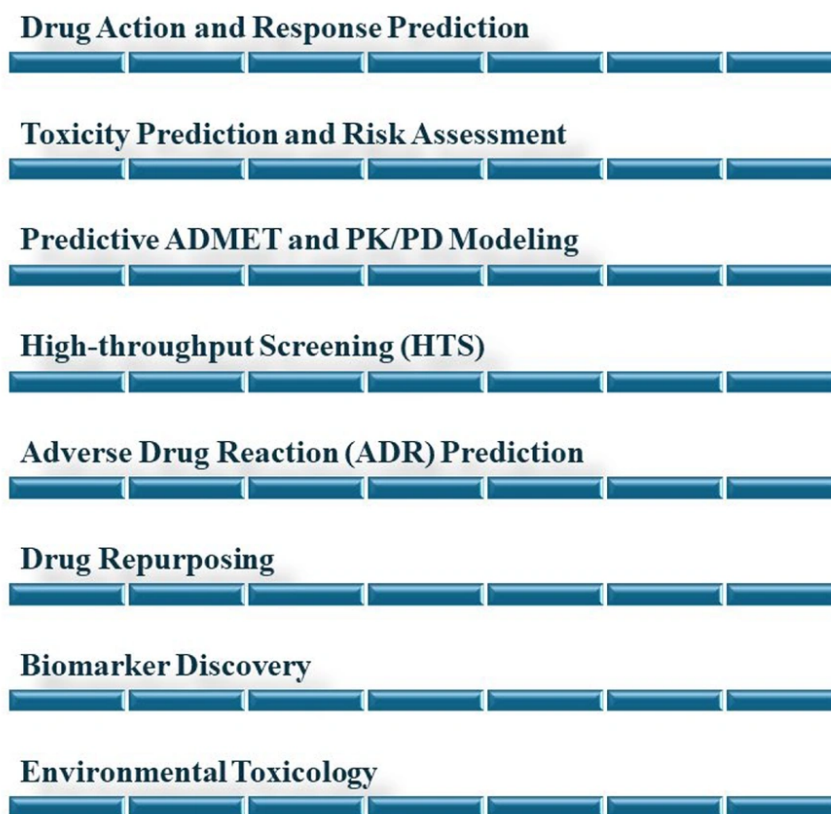 Drug Action and Response Prediction
Toxicity Prediction and Risk Assessment
Predictive ADMET and PK/PD Modeling
High-throughput Screening (HTS)
Adverse Drug Reaction (ADR) Prediction
Drug Repurposing
Biomarker Discovery
Environmental Toxicology